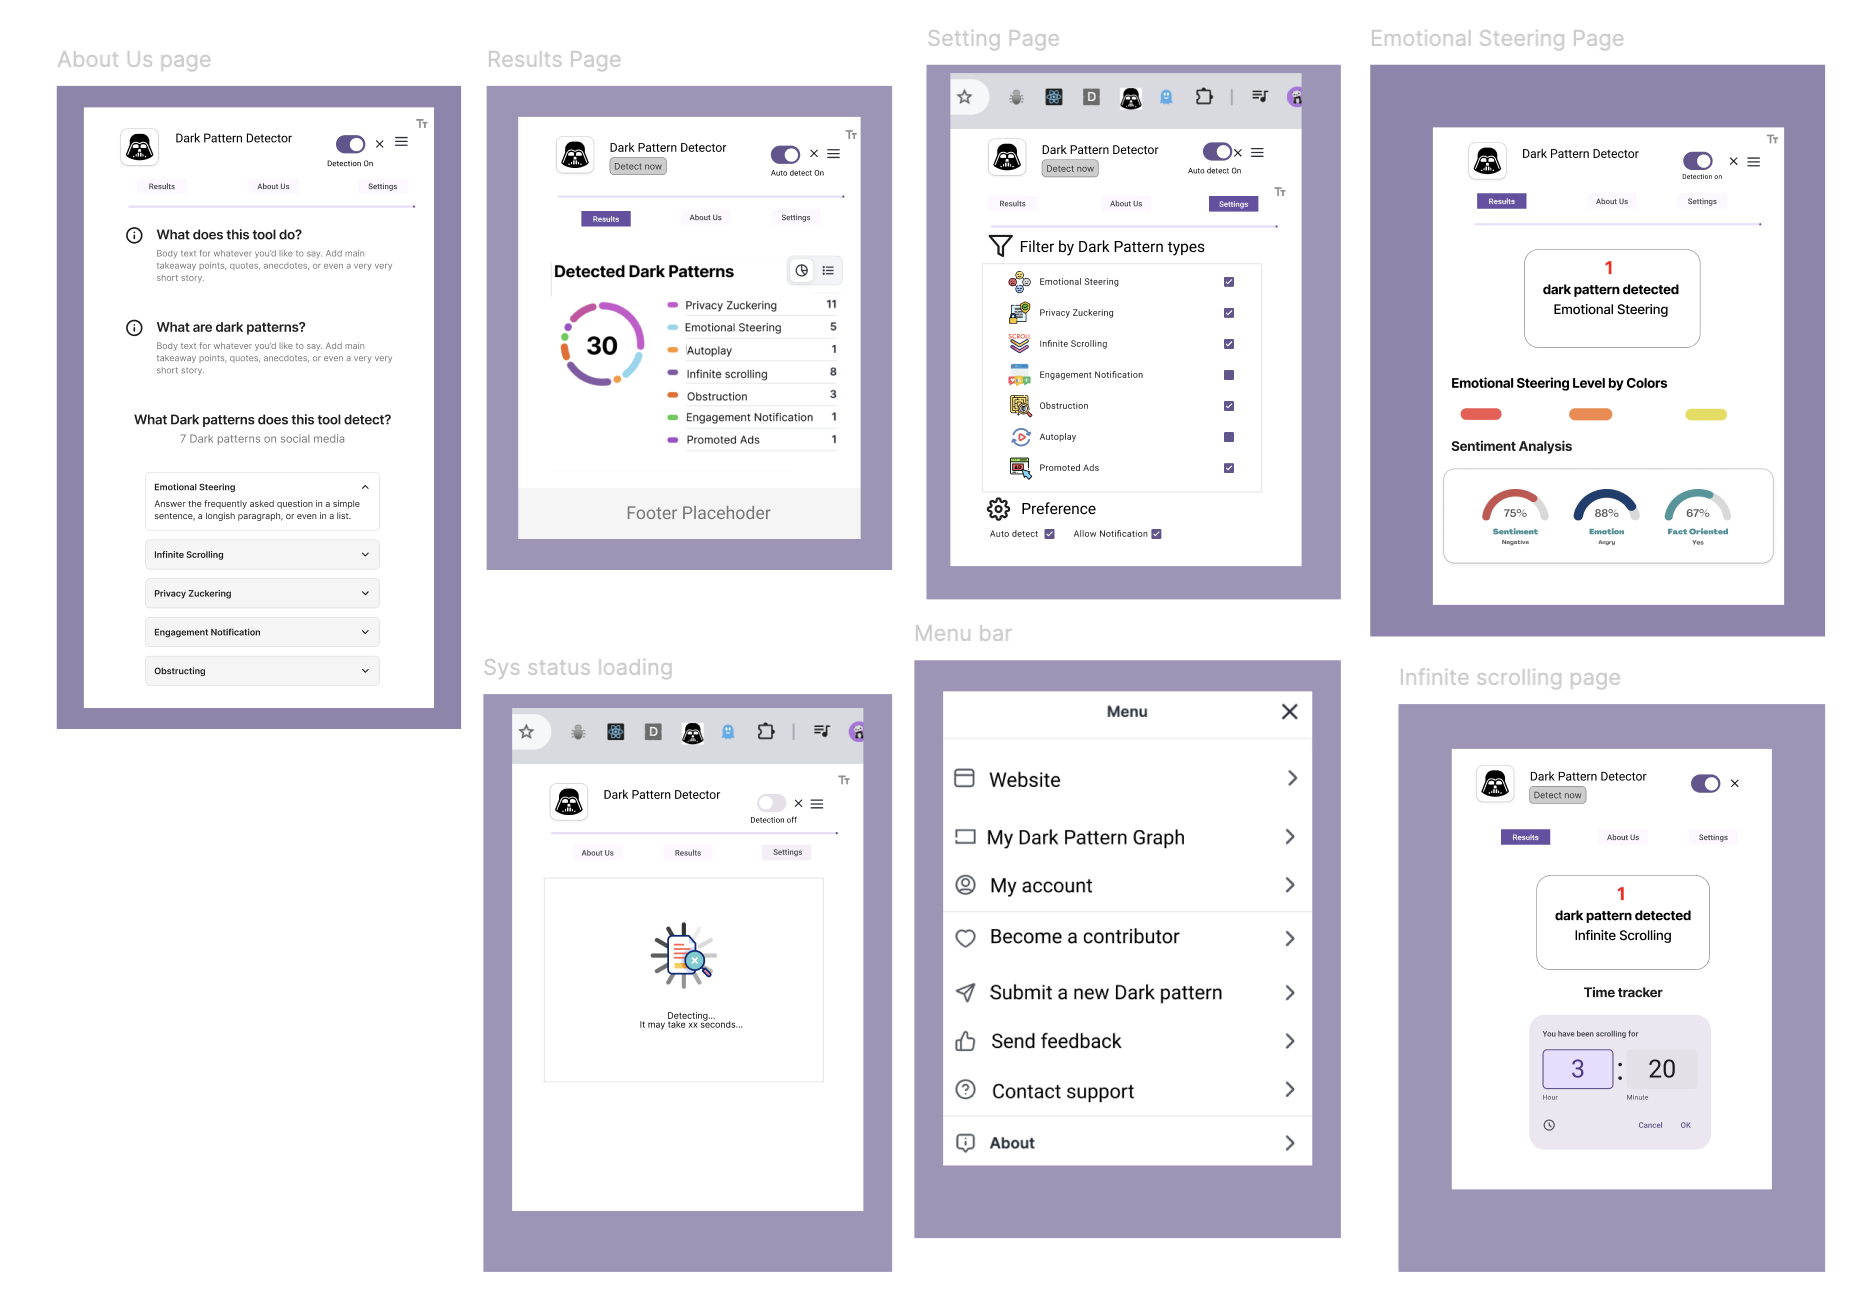 About Us page
Tт
Dark Pattern Detector
Detection On
Results
About Us
Settings
What does this tool do?
Body text for whatever you'd like to say. Add main
takeaway points, quotes, anecdotes, or even a very very
short story.
What are dark patterns?
Body text for whatever you'd like to say. Add main
takeaway points, quotes, anecdotes, or even a very very
short story.
What Dark patterns does this tool detect?
7 Dark patterns on social media
Emotional Steering
Answer the frequently asked question in a simple
sentence, a longish paragraph, or even in a list.
Infinite Scrolling
Privacy Zuckering
Engagement Notification
Obstructing
Results Page
Tт
Dark Pattern Detector
Detect now
Auto detect On
Results
About Us
Settings
Detected Dark Patterns
30
Privacy Zuckering 11
Emotional Steering 5
Autoplay 1
Infinite scrolling 8
Obstruction 3
Engagement Notification 1
Promoted Ads 1
Footer Placehoder
Setting Page
D
Dark Pattern Detector
Detect now
Auto detect On
Tт
Results
About Us
Settings
Filter by Dark Pattern types
Emotional Steering
Privacy Zuckering
SCROLL
Infinite Scrolling
Engagement Notification
Obstruction
Autoplay
AD
Promoted Ads
Preference
Auto detect
Allow Notification
Emotional Steering Page
Tт
Dark Pattern Detector
Detection on
Results
About Us
Settings
1
dark pattern detected
Emotional Steering
Emotional Steering Level by Colors
Sentiment Analysis
75%
Sentiment
Negative
88%
Emotion
Angry
67%
Fact Oriented
Yes
Sys status loading
D
Tт
Dark Pattern Detector
Detection off
About Us
Results
Settings
Detecting...
It may take xx seconds...
Menu bar
Menu
Website
My Dark Pattern Graph
My account
Become a contributor
Submit a new Dark pattern
Send feedback
Contact support
About
Infinite scrolling page
Dark Pattern Detector
Detect now
Results
About Us
Settings
1
dark pattern detected
Infinite Scrolling
Time tracker
You have been scrolling for
3 : 20
Hour
Minute
Cancel
OK